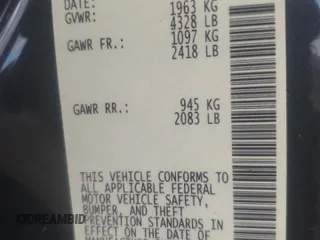 DATE: 1963 KG
GVWR: 4328 LB
GAWR FR.: 1097 KG
2418 LB
GAWR RR.: 945 KG
2083 LB
THIS VEHICLE CONFORMS TO
ALL APPLICABLE FEDERAL
MOTOR VEHICLE SAFETY,
BUMPER, AND THEFT
PREVENTION STANDARDS IN
EFFECT ON THE DATE OF
IDREAMBID